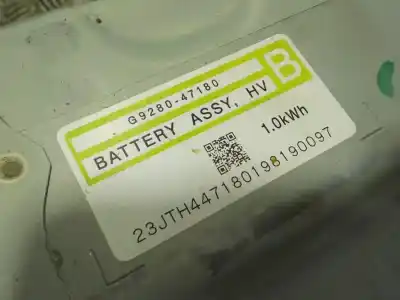 G9280-47180
BATTERY ASSY, HV
B
1.0kWh
23JTH447180198190097